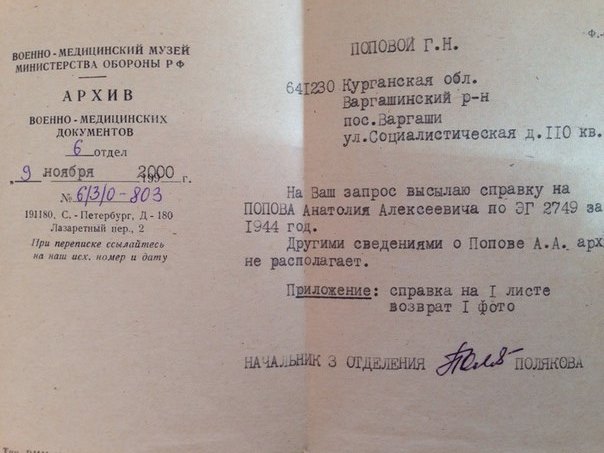 ВОЕННО-МЕДИЦИНСКИЙ МУЗЕЙ
МИНИСТЕРСТВА ОБОРОНЫ РФ
АРХИВ
ВОЕННО-МЕДИЦИНСКИХ
ДОКУМЕНТОВ
6 отдел
"9 ноября 2000 г.
№ 6/3/0-803
191180, С.-Петербург, Д-180
Лазаретный пер., 2
При переписке ссылайтесь
на наш исх. номер и дату
Ф.-
ПОПОВОЙ Г.Н.
641230 Курганская обл.
Варгашинский р-н
пос.Варгаши
ул.Социалистическая д.110 кв.
На Ваш запрос высылаю справку на
ПОПОВА Анатолия Алексеевича по ЭГ 2749 за
1944 год.
Другими сведениями о Попове А.А. арх
не располагает.
Приложение: справка на I листе
возврат I фото
НАЧАЛЬНИК 3 ОТДЕЛЕНИЯ ПОЛЯКОВА